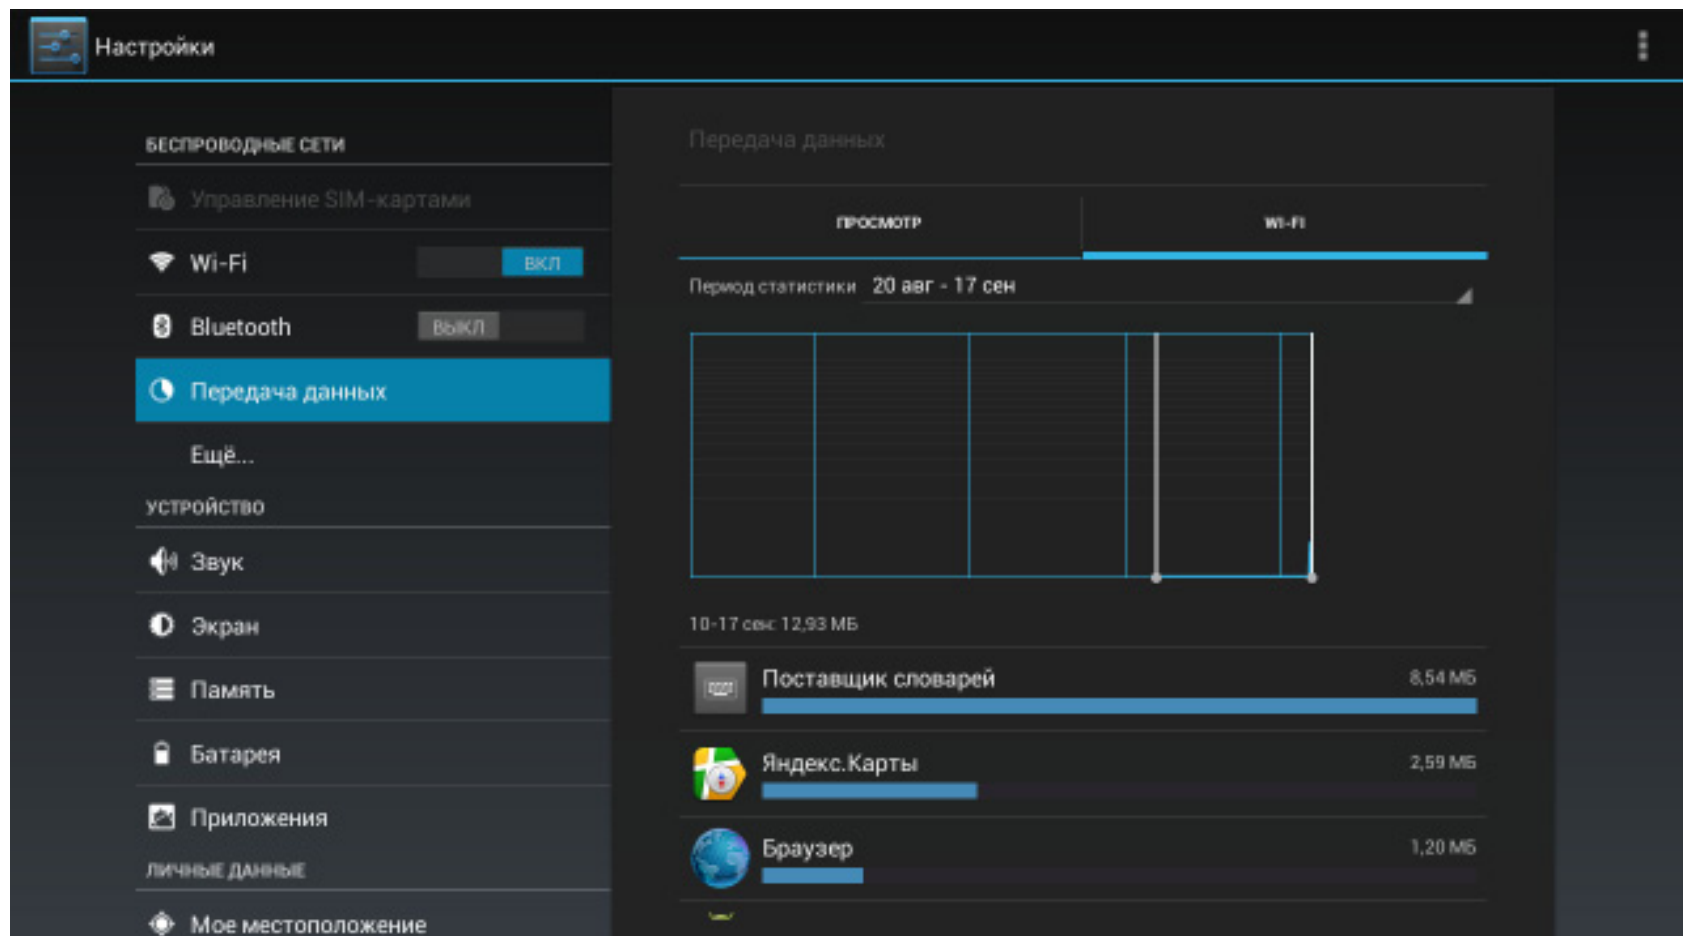 Настройки
БЕСПРОВОДНЫЕ СЕТИ
Управление SIM-картами
Wi-Fi ВКЛ
Bluetooth ВЫКЛ
Передача данных
Ещё...
УСТРОЙСТВО
Звук
Экран
Память
Батарея
Приложения
ЛИЧНЫЕ ДАННЫЕ
Мое местоположение
Передача данных
ПРОСМОТР WI-FI
Период статистики 20 авг - 17 сен
10-17 сен: 12,93 МБ
Поставщик словарей 8,54 МБ
Яндекс.Карты 2,59 МБ
Браузер 1,20 МБ